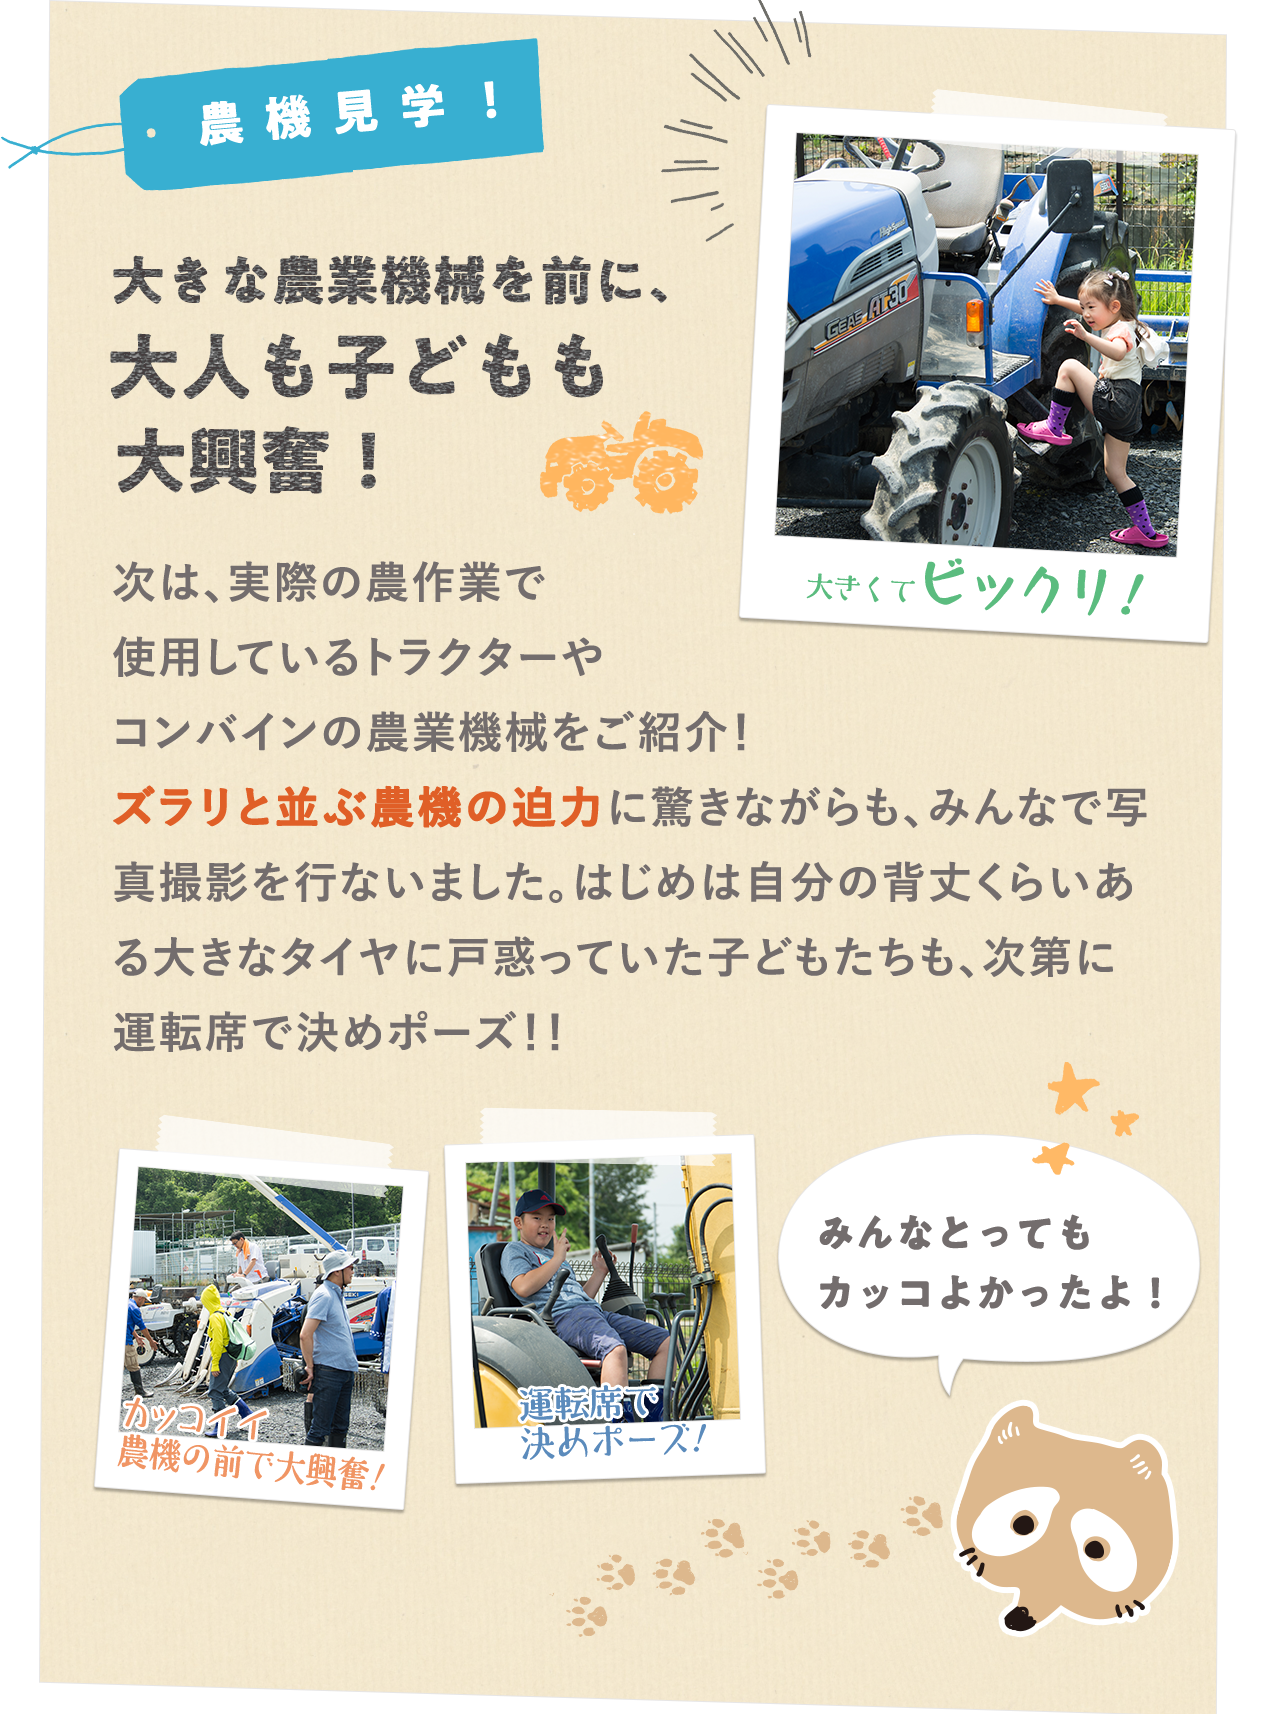 農機見学！
大きな農業機械を前に、
大人も子どもも
大興奮！
HighSpeed
GEAS AT30
大きくてビックリ！
次は、実際の農作業で
使用しているトラクターや
コンバインの農業機械をご紹介！
ズラリと並ぶ農機の迫力に驚きながらも、みんなで写
真撮影を行ないました。はじめは自分の背丈くらいあ
る大きなタイヤに戸惑っていた子どもたちも、次第に
運転席で決めポーズ！！
カッコイイ
農機の前で大興奮！
運転席で
決めポーズ！
みんなとっても
カッコよかったよ！